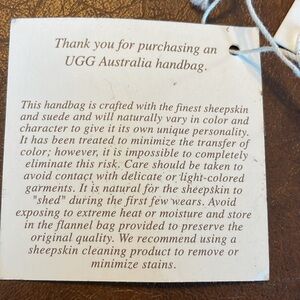 Thank you for purchasing an
UGG Australia handbag.
This handbag is crafted with the finest sheepskin
and suede and will naturally vary in color and
character to give it its own unique personality.
It has been treated to minimize the transfer of
color; however, it is impossible to completely
eliminate this risk. Care should be taken to
avoid contact with delicate or light-colored
garments. It is natural for the sheepskin to
"shed" during the first few wears. Avoid
exposing to extreme heat or moisture and store
in the flannel bag provided to preserve the
original quality. We recommend using a
sheepskin cleaning product to remove or
minimize stains.